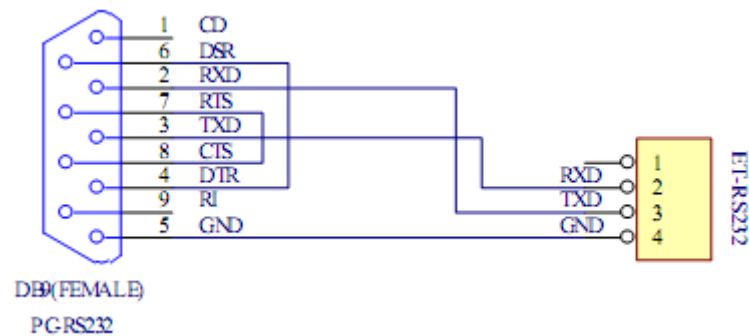 1 CD
6 DSR
2 RXD
7 RTS
3 TXD
8 CTS
4 DTR
9 RI
5 GND
DB9(FEMALE)
PC-RS232
1
RXD 2
TXD 3
GND 4
ET-RS232